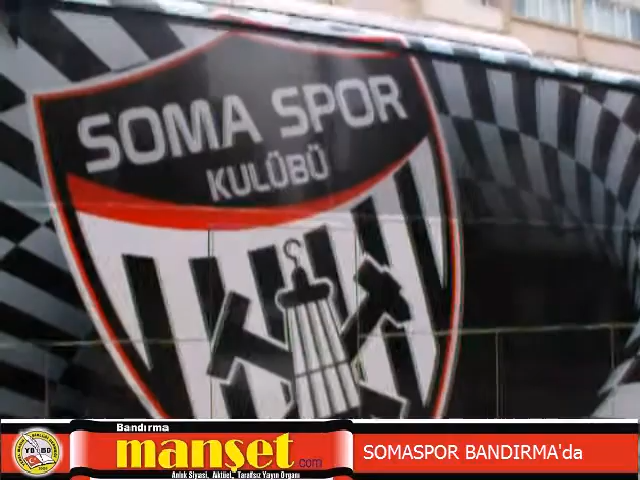 SOMA SPOR
KULÜBÜ
Bandırma
manşet.com
Anlık Siyasi, Aktüel, Tarafsız Yayın Organı
SOMASPOR BANDIRMA'da